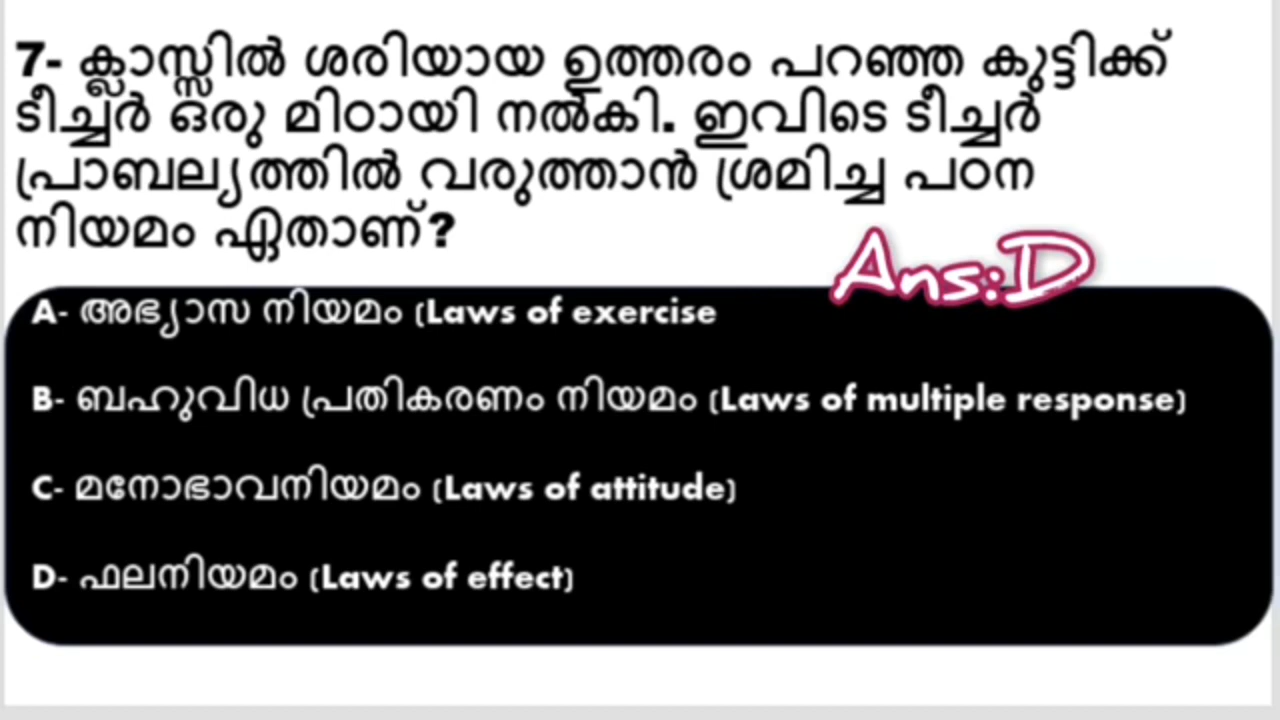 7- ക്ലാസ്സിൽ ശരിയായ ഉത്തരം പറഞ്ഞ കുട്ടിക്ക്
ടീച്ചർ ഒരു മിഠായി നൽകി. ഇവിടെ ടീച്ചർ
പ്രാബല്യത്തിൽ വരുത്താൻ ശ്രമിച്ച പഠന
നിയമം ഏതാണ്?
Ans:D
A- അഭ്യാസ നിയമം (Laws of exercise
B- ബഹുവിധ പ്രതികരണം നിയമം (Laws of multiple response)
C- മനോഭാവനിയമം (Laws of attitude)
D- ഫലനിയമം (Laws of effect)